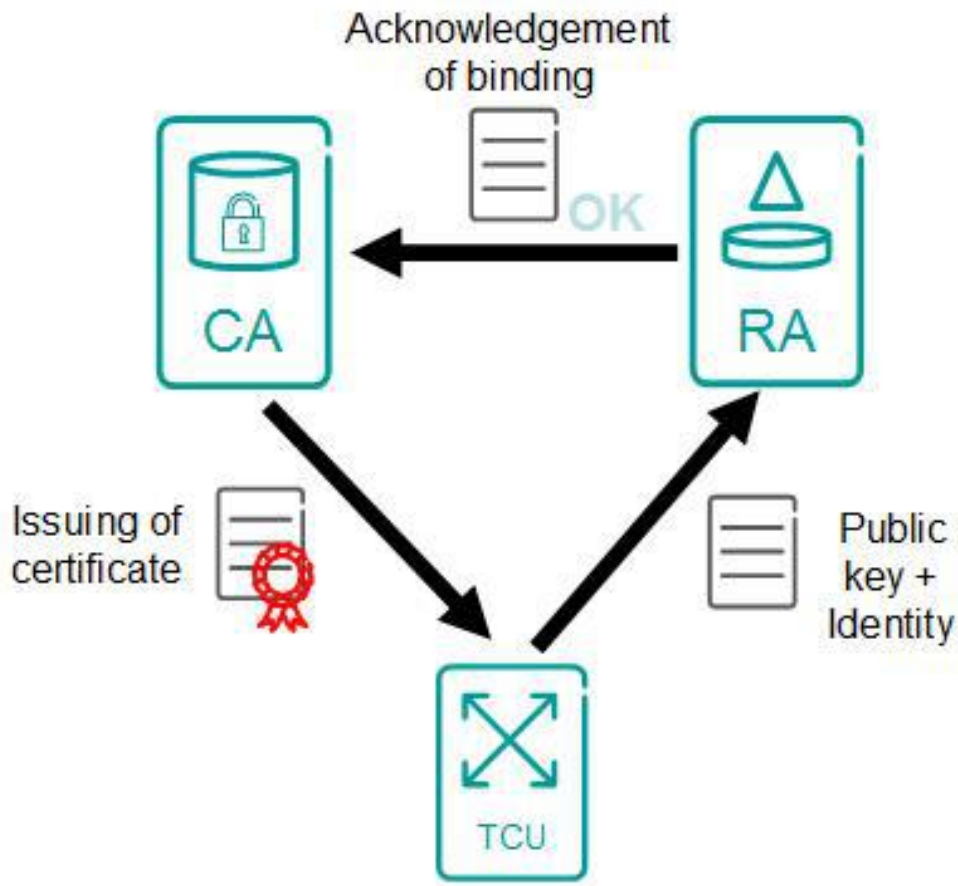 Acknowledgement
of binding
OK
CA
RA
Issuing of
certificate
Public
key +
Identity
TCU